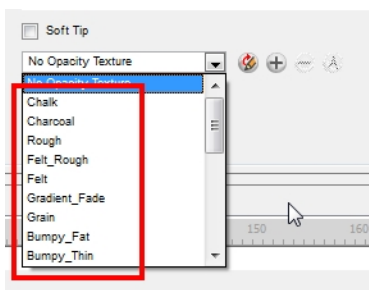 Soft Tip
No Opacity Texture
No Opacity Texture
Chalk
Charcoal
Rough
Felt_Rough
Felt
Gradient_Fade
Grain
Bumpy_Fat
Bumpy_Thin
150 160